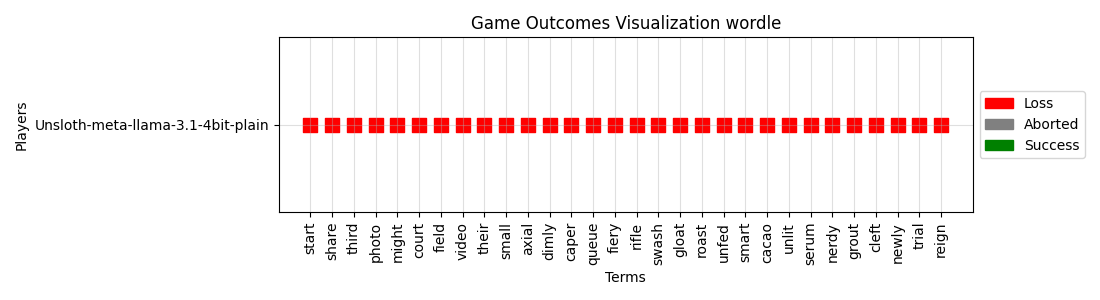 Game Outcomes Visualization wordle
Players
Unsloth-meta-llama-3.1-4bit-plain
Loss
Aborted
Success
start
share
third
photo
might
court
field
video
their
small
axial
dimly
caper
queue
fiery
rifle
swash
gloat
roast
unfed
smart
cacao
unlit
serum
nerdy
grout
cleft
newly
trial
reign
Terms